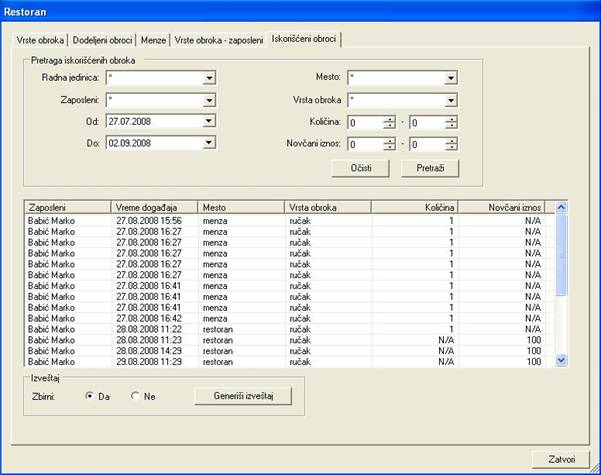 Restoran
Vrste obroka Dodeljeni obroci Menze Vrste obroka - zaposleni Iskorišćeni obroci
Pretraga iskorišćenih obroka
Radna jedinica: * Mesto: *
Zaposleni: * Vrsta obroka *
Od: 27.07.2008 Količina: 0 - 0
Do: 02.09.2008 Novčani iznos: 0 - 0
Očisti Pretraži
Zaposleni Vreme događaja Mesto Vrsta obroka Količina Novčani iznos
Babić Marko 27.08.2008 15:56 menza ručak 1 N/A
Babić Marko 27.08.2008 16:27 menza ručak 1 N/A
Babić Marko 27.08.2008 16:27 menza ručak 1 N/A
Babić Marko 27.08.2008 16:27 menza ručak 1 N/A
Babić Marko 27.08.2008 16:27 menza ručak 1 N/A
Babić Marko 27.08.2008 16:27 menza ručak 1 N/A
Babić Marko 27.08.2008 16:41 menza ručak 1 N/A
Babić Marko 27.08.2008 16:41 menza ručak 1 N/A
Babić Marko 27.08.2008 16:41 menza ručak 1 N/A
Babić Marko 27.08.2008 16:42 menza ručak 1 N/A
Babić Marko 28.08.2008 11:22 restoran ručak 1 N/A
Babić Marko 28.08.2008 11:23 restoran ručak N/A 100
Babić Marko 28.08.2008 14:29 restoran ručak N/A 100
Babić Marko 29.08.2008 11:29 restoran ručak N/A 100
Izveštaj
Zbirni: Da Ne Generiši izveštaj
Zatvori